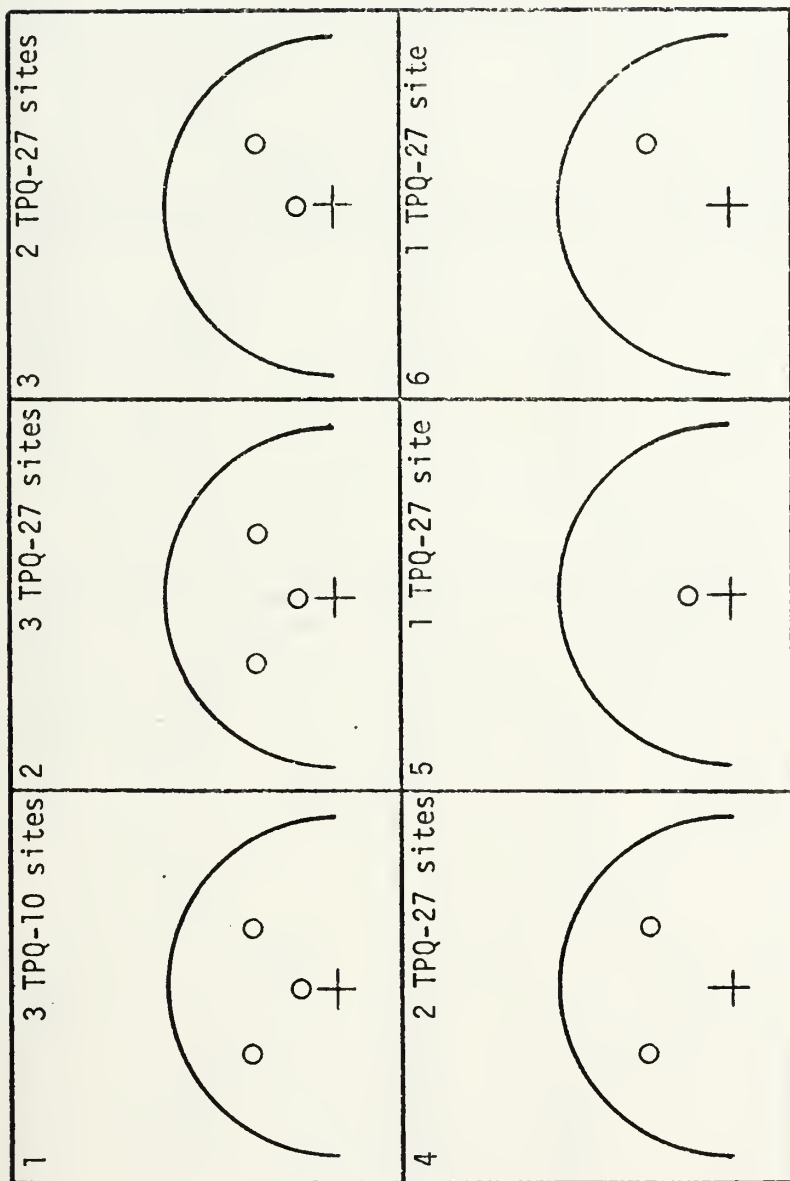 1 3 TPQ-10 sites
2 3 TPQ-27 sites
3 2 TPQ-27 sites
4 2 TPQ-27 sites
5 1 TPQ-27 site
6 1 TPQ-27 site